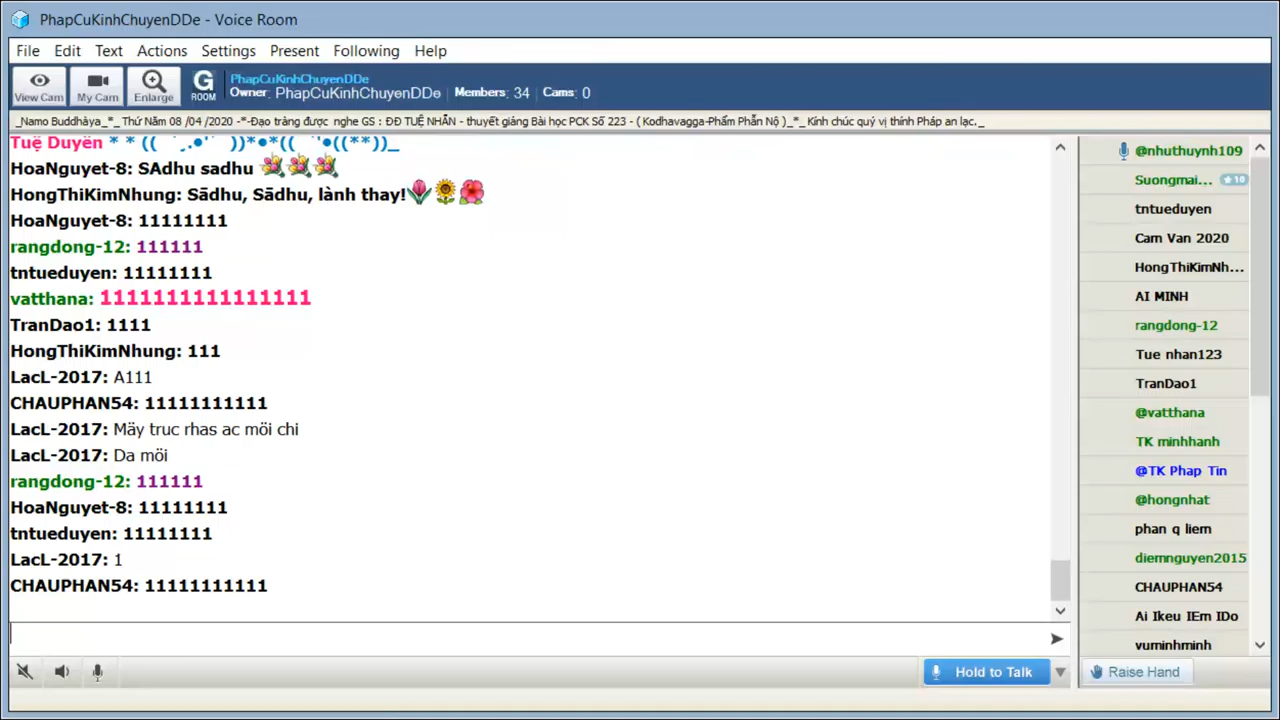 PhapCuKinhChuyenDDe - Voice Room
File Edit Text Actions Settings Present Following Help
View Cam My Cam Enlarge G ROOM PhapCuKinhChuyenDDe
Owner: PhapCuKinhChuyenDDe Members: 34 Cams: 0
_Namo Buddhàya_*_ Thứ Năm 08 /04 /2020 -*-Đạo tràng được nghe GS : ĐĐ TUỆ NHẪN - thuyết giảng Bài học PCK Số 223 - ( Kodhavagga-Phẩm Phẫn Nộ )_*_ Kính chúc quý vị thính Pháp an lạc._
Tuệ Duyên * * ((
HoaNguyet-8: SAdhu sadhu
HongThiKimNhung: Sādhu, Sādhu, lành thay!
HoaNguyet-8: 11111111
rangdong-12: 111111
tntueduyen: 11111111
vatthana: 1111111111111111
TranDao1: 1111
HongThiKimNhung: 111
LacL-2017: A111
CHAUPHAN54: 11111111111
LacL-2017: Mäy truc rhas ac möi chi
LacL-2017: Da möi
rangdong-12: 111111
HoaNguyet-8: 11111111
tntueduyen: 11111111
LacL-2017: 1
CHAUPHAN54: 11111111111
@nhuthuynh109
Suongmai... 10
tntueduyen
Cam Van 2020
HongThiKimNh...
AI MINH
rangdong-12
Tue nhan123
TranDao1
@vatthana
TK minhhanh
@TK Phap Tin
@hongnhat
phan q liem
diemnguyen2015
CHAUPHAN54
Ai Ikeu IEm IDo
vuminhminh
Hold to Talk
Raise Hand